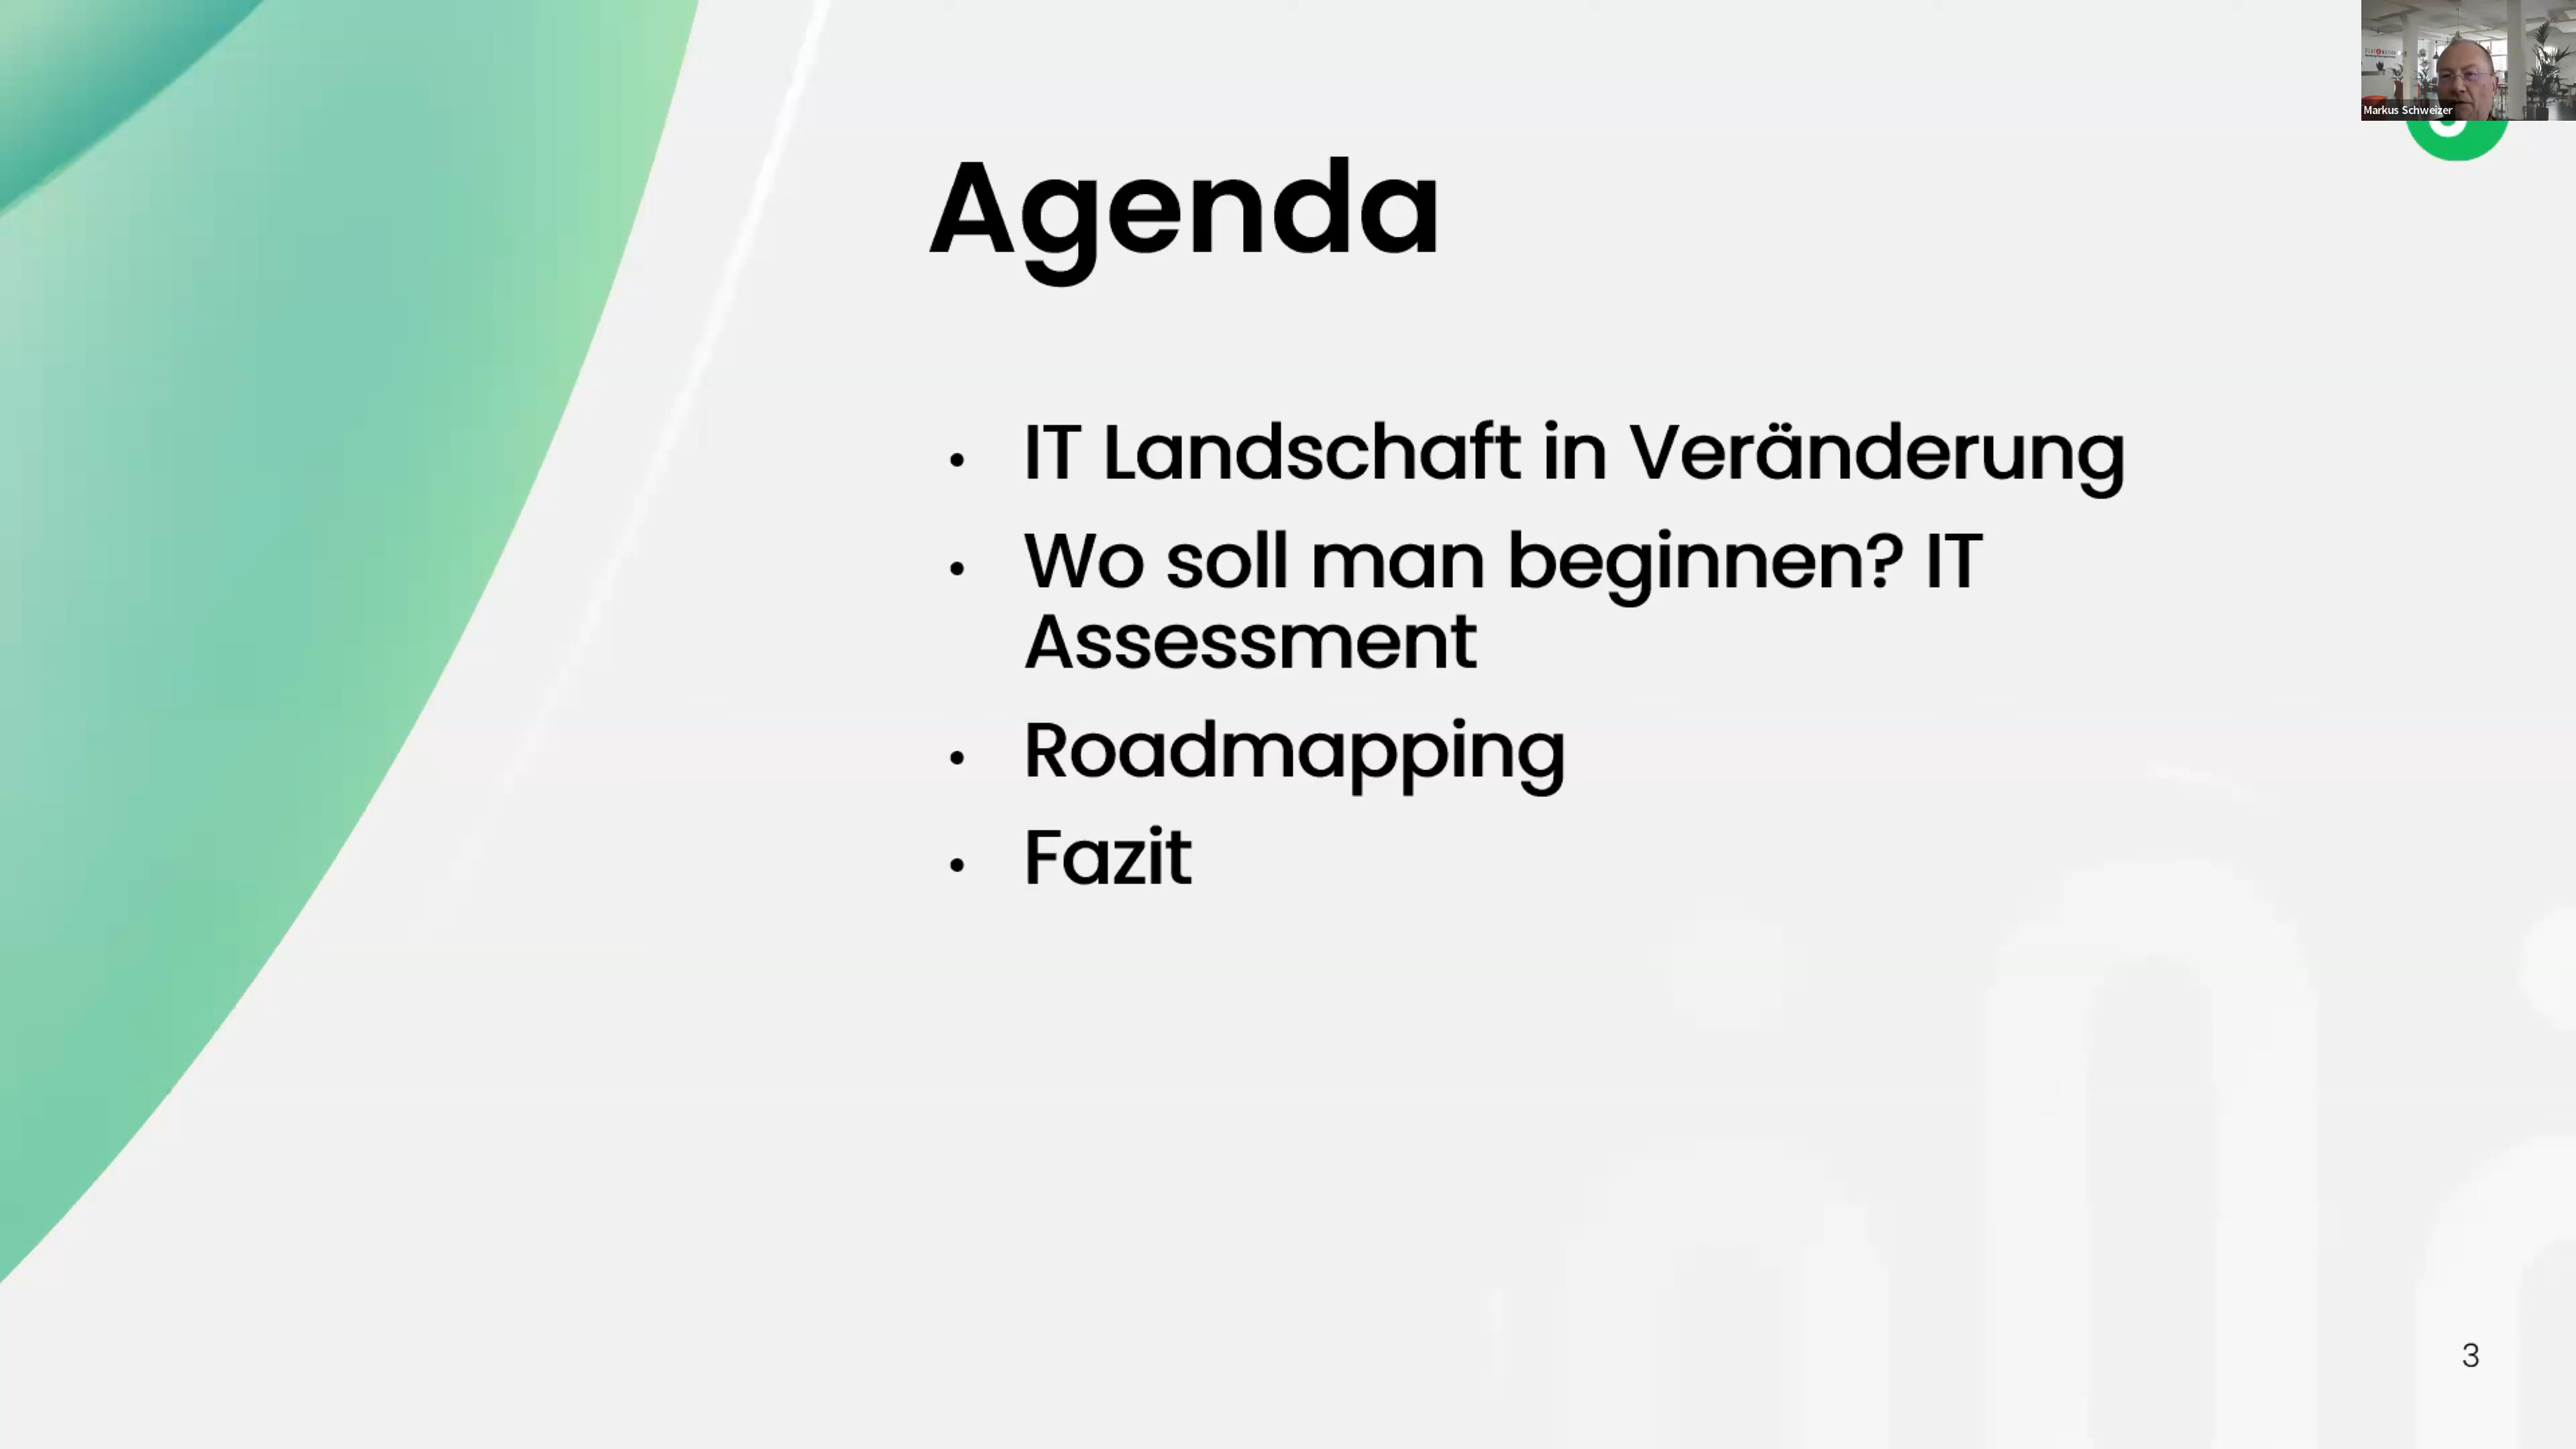 Markus Schweizer
Agenda
• IT Landschaft in Veränderung
• Wo soll man beginnen? IT
Assessment
• Roadmapping
• Fazit
3